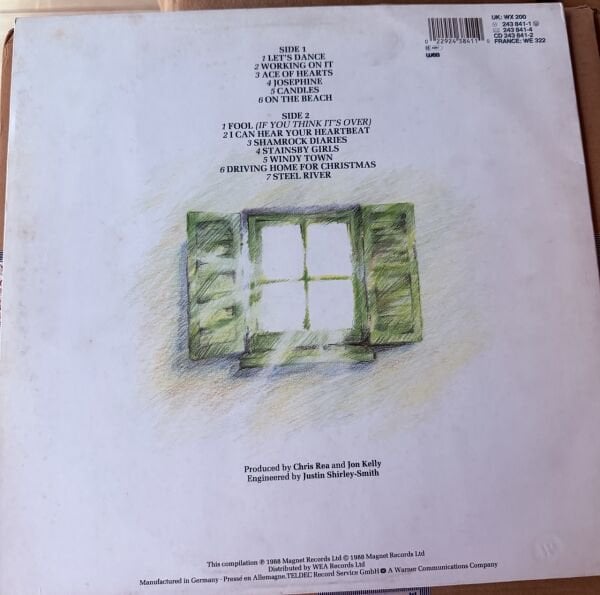 SIDE 1
1 LET'S DANCE
2 WORKING ON IT
3 ACE OF HEARTS
4 JOSEPHINE
5 CANDLES
6 ON THE BEACH
SIDE 2
1 FOOL (IF YOU THINK IT'S OVER)
2 I CAN HEAR YOUR HEARTBEAT
3 SHAMROCK DIARIES
4 STAINSBY GIRLS
5 WINDY TOWN
6 DRIVING HOME FOR CHRISTMAS
7 STEEL RIVER
0 22924 38411 0
wea
UK: WX 200
243 841-1
243 841-4
CD 243 841-2
FRANCE: WE 322
Produced by Chris Rea and Jon Kelly
Engineered by Justin Shirley-Smith
This compilation ℗ 1988 Magnet Records Ltd © 1988 Magnet Records Ltd
Distributed by WEA Records Ltd
Manufactured in Germany · Pressé en Allemagne. TELDEC Record Service GmbH A Warner Communications Company